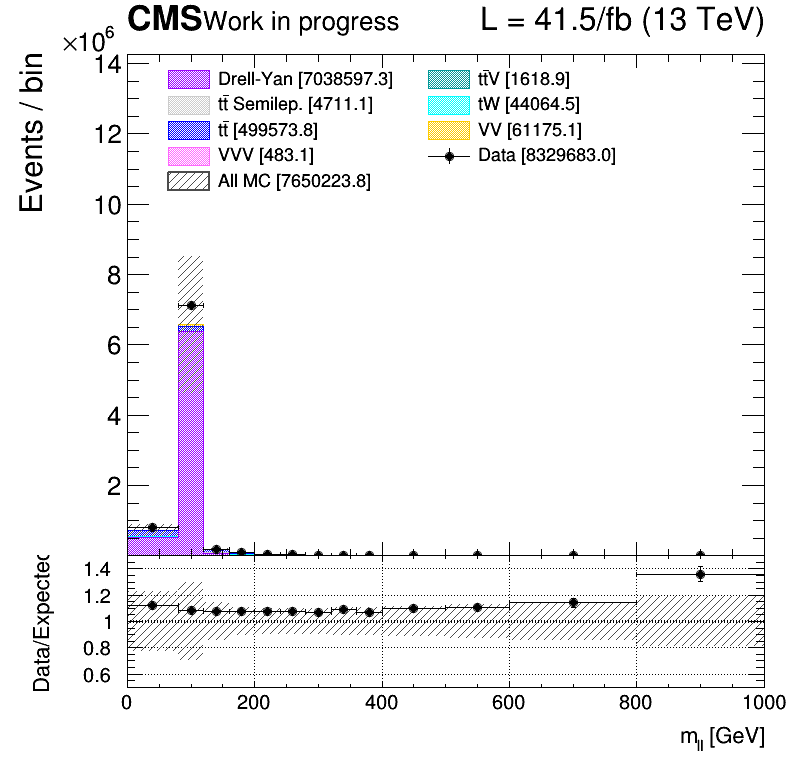 CMS Work in progress L = 41.5/fb (13 TeV)
×10⁶
Events / bin
14
12
10
8
6
4
2
Drell-Yan [7038597.3]
tt̄ Semilep. [4711.1]
tt̄ [499573.8]
VVV [483.1]
All MC [7650223.8]
tt̄V [1618.9]
tW [44064.5]
VV [61175.1]
Data [8329683.0]
Data/Expected
1.4
1.2
1
0.8
0.6
0 200 400 600 800 1000
m_ll [GeV]